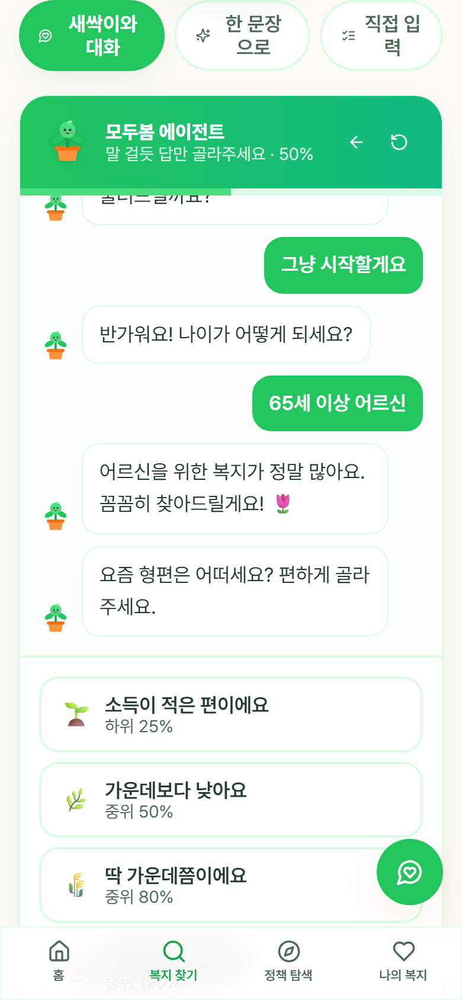 새싹이와
대화
한 문장
으로
직접 입
력
모두봄 에이전트
말 걸듯 답만 골라주세요 · 50%
그냥 시작할게요
반가워요! 나이가 어떻게 되세요?
65세 이상 어르신
어르신을 위한 복지가 정말 많아요.
꼼꼼히 찾아드릴게요! 🌷
요즘 형편은 어떠세요? 편하게 골라
주세요.
소득이 적은 편이에요
하위 25%
가운데보다 낮아요
중위 50%
딱 가운데쯤이에요
중위 80%
중위 120%
홈
복지 찾기
정책 탐색
나의 복지